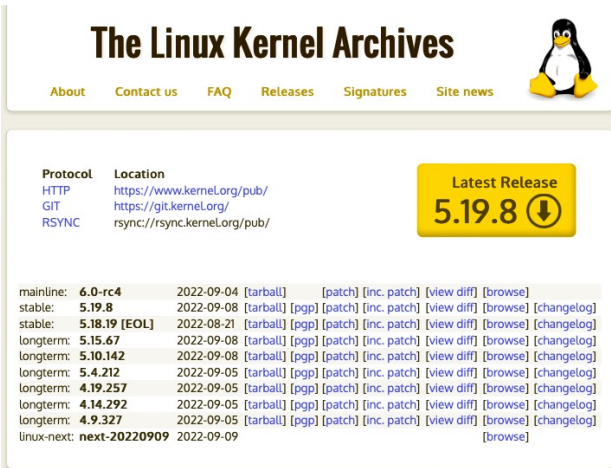 The Linux Kernel Archives
About Contact us FAQ Releases Signatures Site news
Protocol Location
HTTP https://www.kernel.org/pub/
GIT https://git.kernel.org/
RSYNC rsync://rsync.kernel.org/pub/
Latest Release
5.19.8
mainline: 6.0-rc4 2022-09-04 [tarball] [patch] [inc. patch] [view diff] [browse]
stable: 5.19.8 2022-09-08 [tarball] [pgp] [patch] [inc. patch] [view diff] [browse] [changelog]
stable: 5.18.19 [EOL] 2022-08-21 [tarball] [pgp] [patch] [inc. patch] [view diff] [browse] [changelog]
longterm: 5.15.67 2022-09-08 [tarball] [pgp] [patch] [inc. patch] [view diff] [browse] [changelog]
longterm: 5.10.142 2022-09-08 [tarball] [pgp] [patch] [inc. patch] [view diff] [browse] [changelog]
longterm: 5.4.212 2022-09-05 [tarball] [pgp] [patch] [inc. patch] [view diff] [browse] [changelog]
longterm: 4.19.257 2022-09-05 [tarball] [pgp] [patch] [inc. patch] [view diff] [browse] [changelog]
longterm: 4.14.292 2022-09-05 [tarball] [pgp] [patch] [inc. patch] [view diff] [browse] [changelog]
longterm: 4.9.327 2022-09-05 [tarball] [pgp] [patch] [inc. patch] [view diff] [browse] [changelog]
linux-next: next-20220909 2022-09-09 [browse]